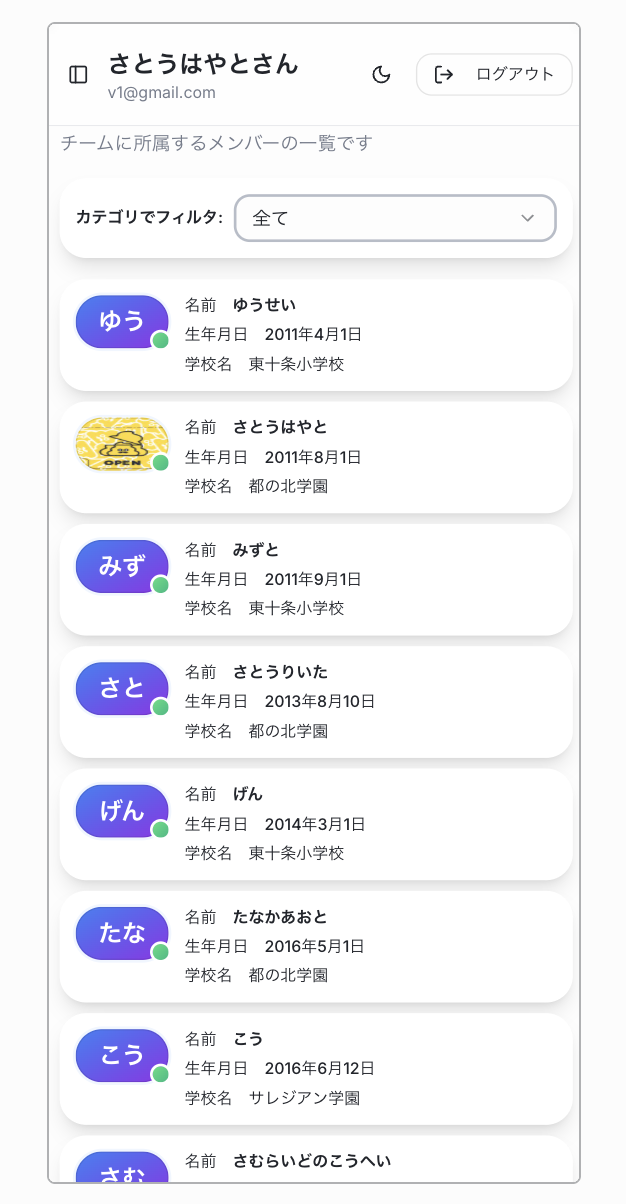 さとうはやとさん
v1@gmail.com
ログアウト
チームに所属するメンバーの一覧です
カテゴリでフィルタ: 全て
ゆう
名前 ゆうせい
生年月日 2011年4月1日
学校名 東十条小学校
OPEN
名前 さとうはやと
生年月日 2011年8月1日
学校名 都の北学園
みず
名前 みずと
生年月日 2011年9月1日
学校名 東十条小学校
さと
名前 さとうりいた
生年月日 2013年8月10日
学校名 都の北学園
げん
名前 げん
生年月日 2014年3月1日
学校名 東十条小学校
たな
名前 たなかあおと
生年月日 2016年5月1日
学校名 都の北学園
こう
名前 こう
生年月日 2016年6月12日
学校名 サレジアン学園
さむ
名前 さむらいどのこうへい